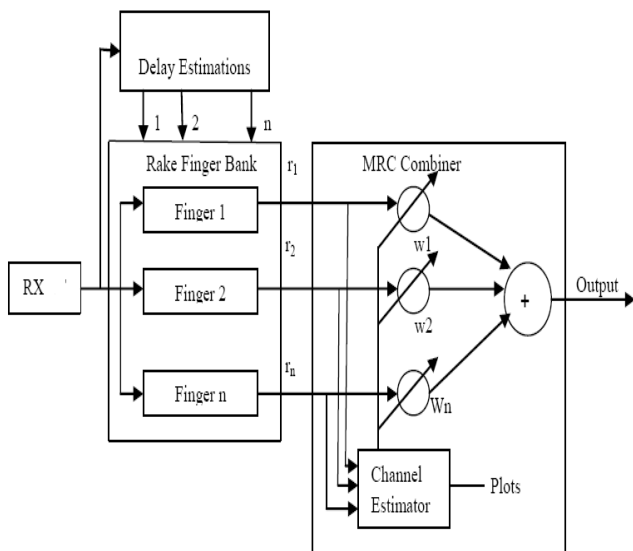 Delay Estimations
1 2 n
Rake Finger Bank
r1
MRC Combiner
Finger 1
w1
r2
RX
Finger 2
w2
+
Output
rn
Finger n
Wn
Channel
Estimator
Plots